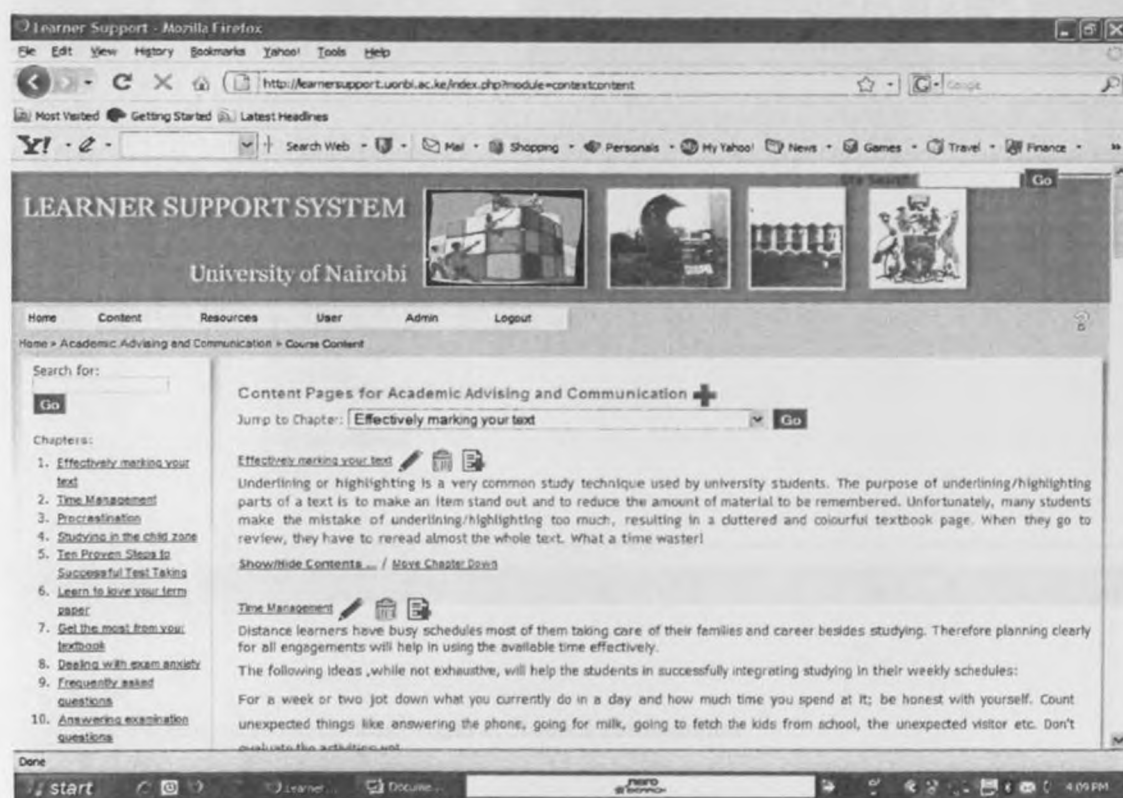 Learner Support - Mozilla Firefox
File Edit View History Bookmarks Yahoo! Tools Help
http://learnersupport.uonbi.ac.ke/index.php?module=contextcontent
Google
Most Visited Getting Started Latest Headlines
Y! Search Web Mail Shopping Personals My Yahoo! News Games Travel Finance
Site Search Go
LEARNER SUPPORT SYSTEM
University of Nairobi
Home Content Resources User Admin Logout
Home » Academic Advising and Communication » Course Content
Search for:
Go
Chapters:
1. Effectively marking your
text
2. Time Management
3. Procrastination
4. Studying in the child zone
5. Ten Proven Steps to
Successful Test Taking
6. Learn to love your term
paper
7. Get the most from your
textbook
8. Dealing with exam anxiety
9. Frequently asked
questions
10. Answering examination
questions
Content Pages for Academic Advising and Communication
Jump to Chapter: Effectively marking your text Go
Effectively marking your text
Underlining or highlighting is a very common study technique used by university students. The purpose of underlining/highlighting
parts of a text is to make an item stand out and to reduce the amount of material to be remembered. Unfortunately, many students
make the mistake of underlining/highlighting too much, resulting in a cluttered and colourful textbook page. When they go to
review, they have to reread almost the whole text. What a time waster!
Show/Hide Contents ... / Move Chapter Down
Time Management
Distance learners have busy schedules most of them taking care of their families and career besides studying. Therefore planning clearly
for all engagements will help in using the available time effectively.
The following ideas ,while not exhaustive, will help the students in successfully integrating studying in their weekly schedules:
For a week or two jot down what you currently do in a day and how much time you spend at it; be honest with yourself. Count
unexpected things like answering the phone, going for milk, going to fetch the kids from school, the unexpected visitor etc. Don't
evaluate the activities yet
Done
start Learner... Docume... 4:09 PM